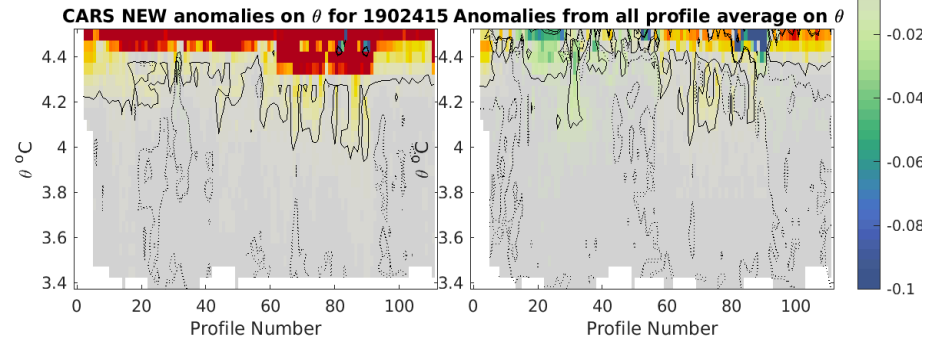 CARS NEW anomalies on θ for 1902415 Anomalies from all profile average on θ
4.4
4.2
4
3.8
3.6
3.4
θ °C
0 20 40 60 80 100
Profile Number
4.4
4.2
4
3.8
3.6
3.4
θ °C
0 20 40 60 80 100
Profile Number
-0.02
-0.04
-0.06
-0.08
-0.1